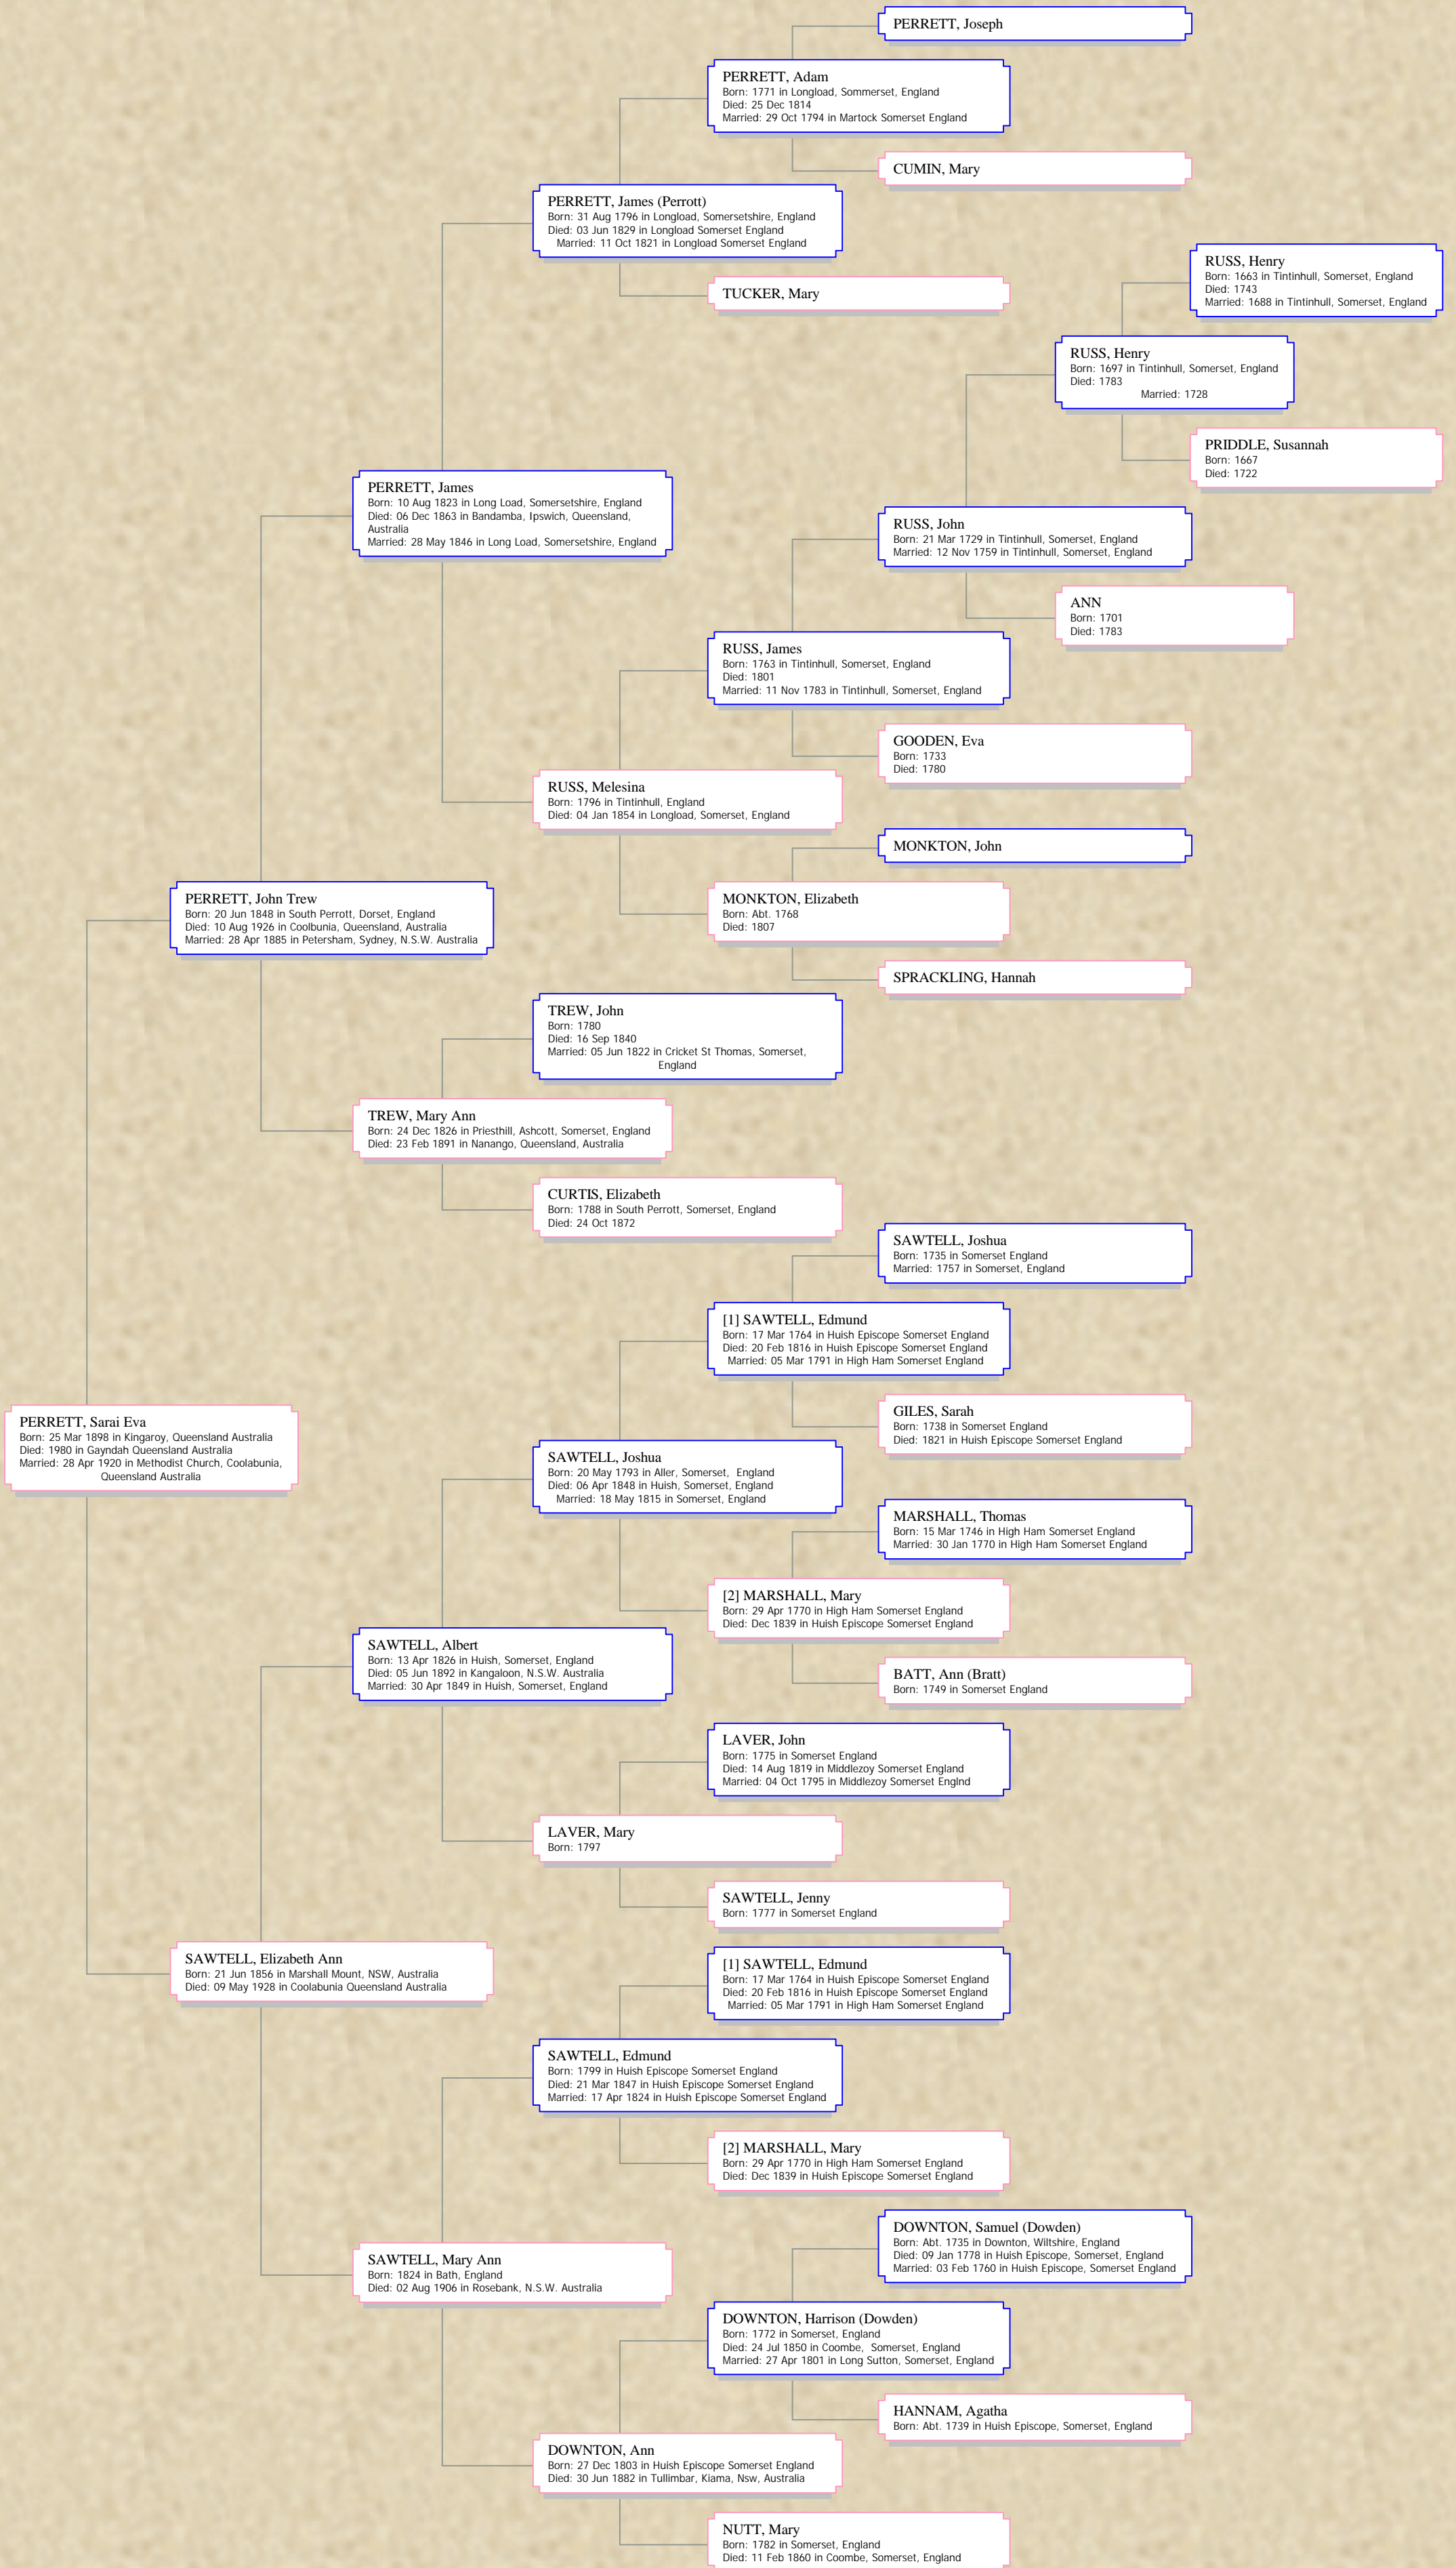 PERRETT, Joseph
PERRETT, Adam
Born: 1771 in Longload, Sommerset, England
Died: 25 Dec 1814
Married: 29 Oct 1794 in Martock Somerset England
CUMIN, Mary
PERRETT, James (Perrott)
Born: 31 Aug 1796 in Longload, Somersetshire, England
Died: 03 Jun 1829 in Longload Somerset England
Married: 11 Oct 1821 in Longload Somerset England
RUSS, Henry
Born: 1663 in Tintinhull, Somerset, England
Died: 1743
Married: 1688 in Tintinhull, Somerset, England
TUCKER, Mary
RUSS, Henry
Born: 1697 in Tintinhull, Somerset, England
Died: 1783
Married: 1728
PRIDDLE, Susannah
Born: 1667
Died: 1722
PERRETT, James
Born: 10 Aug 1823 in Long Load, Somersetshire, England
Died: 06 Dec 1863 in Bandamba, Ipswich, Queensland,
Australia
Married: 28 May 1846 in Long Load, Somersetshire, England
RUSS, John
Born: 21 Mar 1729 in Tintinhull, Somerset, England
Married: 12 Nov 1759 in Tintinhull, Somerset, England
ANN
Born: 1701
Died: 1783
RUSS, James
Born: 1763 in Tintinhull, Somerset, England
Died: 1801
Married: 11 Nov 1783 in Tintinhull, Somerset, England
GOODEN, Eva
Born: 1733
Died: 1780
RUSS, Melesina
Born: 1796 in Tintinhull, England
Died: 04 Jan 1854 in Longload, Somerset, England
MONKTON, John
MONKTON, Elizabeth
Born: Abt. 1768
Died: 1807
PERRETT, John Trew
Born: 20 Jun 1848 in South Perrott, Dorset, England
Died: 10 Aug 1926 in Coolbunia, Queensland, Australia
Married: 28 Apr 1885 in Petersham, Sydney, N.S.W. Australia
SPRACKLING, Hannah
TREW, John
Born: 1780
Died: 16 Sep 1840
Married: 05 Jun 1822 in Cricket St Thomas, Somerset,
England
TREW, Mary Ann
Born: 24 Dec 1826 in Priesthill, Ashcott, Somerset, England
Died: 23 Feb 1891 in Nanango, Queensland, Australia
CURTIS, Elizabeth
Born: 1788 in South Perrott, Somerset, England
Died: 24 Oct 1872
SAWTELL, Joshua
Born: 1735 in Somerset England
Married: 1757 in Somerset, England
[1] SAWTELL, Edmund
Born: 17 Mar 1764 in Huish Episcope Somerset England
Died: 20 Feb 1816 in Huish Episcope Somerset England
Married: 05 Mar 1791 in High Ham Somerset England
GILES, Sarah
Born: 1738 in Somerset England
Died: 1821 in Huish Episcope Somerset England
PERRETT, Sarai Eva
Born: 25 Mar 1898 in Kingaroy, Queensland Australia
Died: 1980 in Gayndah Queensland Australia
Married: 28 Apr 1920 in Methodist Church, Coolabunia,
Queensland Australia
SAWTELL, Joshua
Born: 20 May 1793 in Aller, Somerset, England
Died: 06 Apr 1848 in Huish, Somerset, England
Married: 18 May 1815 in Somerset, England
MARSHALL, Thomas
Born: 15 Mar 1746 in High Ham Somerset England
Married: 30 Jan 1770 in High Ham Somerset England
[2] MARSHALL, Mary
Born: 29 Apr 1770 in High Ham Somerset England
Died: Dec 1839 in Huish Episcope Somerset England
SAWTELL, Albert
Born: 13 Apr 1826 in Huish, Somerset, England
Died: 05 Jun 1892 in Kangaloon, N.S.W. Australia
Married: 30 Apr 1849 in Huish, Somerset, England
BATT, Ann (Bratt)
Born: 1749 in Somerset England
LAVER, John
Born: 1775 in Somerset England
Died: 14 Aug 1819 in Middlezoy Somerset England
Married: 04 Oct 1795 in Middlezoy Somerset Englnd
LAVER, Mary
Born: 1797
SAWTELL, Jenny
Born: 1777 in Somerset England
SAWTELL, Elizabeth Ann
Born: 21 Jun 1856 in Marshall Mount, NSW, Australia
Died: 09 May 1928 in Coolabunia Queensland Australia
[1] SAWTELL, Edmund
Born: 17 Mar 1764 in Huish Episcope Somerset England
Died: 20 Feb 1816 in Huish Episcope Somerset England
Married: 05 Mar 1791 in High Ham Somerset England
SAWTELL, Edmund
Born: 1799 in Huish Episcope Somerset England
Died: 21 Mar 1847 in Huish Episcope Somerset England
Married: 17 Apr 1824 in Huish Episcope Somerset England
[2] MARSHALL, Mary
Born: 29 Apr 1770 in High Ham Somerset England
Died: Dec 1839 in Huish Episcope Somerset England
DOWNTON, Samuel (Dowden)
Born: Abt. 1735 in Downton, Wiltshire, England
Died: 09 Jan 1778 in Huish Episcope, Somerset, England
Married: 03 Feb 1760 in Huish Episcope, Somerset England
SAWTELL, Mary Ann
Born: 1824 in Bath, England
Died: 02 Aug 1906 in Rosebank, N.S.W. Australia
DOWNTON, Harrison (Dowden)
Born: 1772 in Somerset, England
Died: 24 Jul 1850 in Coombe, Somerset, England
Married: 27 Apr 1801 in Long Sutton, Somerset, England
HANNAM, Agatha
Born: Abt. 1739 in Huish Episcope, Somerset, England
DOWNTON, Ann
Born: 27 Dec 1803 in Huish Episcope Somerset England
Died: 30 Jun 1882 in Tullimbar, Kiama, Nsw, Australia
NUTT, Mary
Born: 1782 in Somerset, England
Died: 11 Feb 1860 in Coombe, Somerset, England